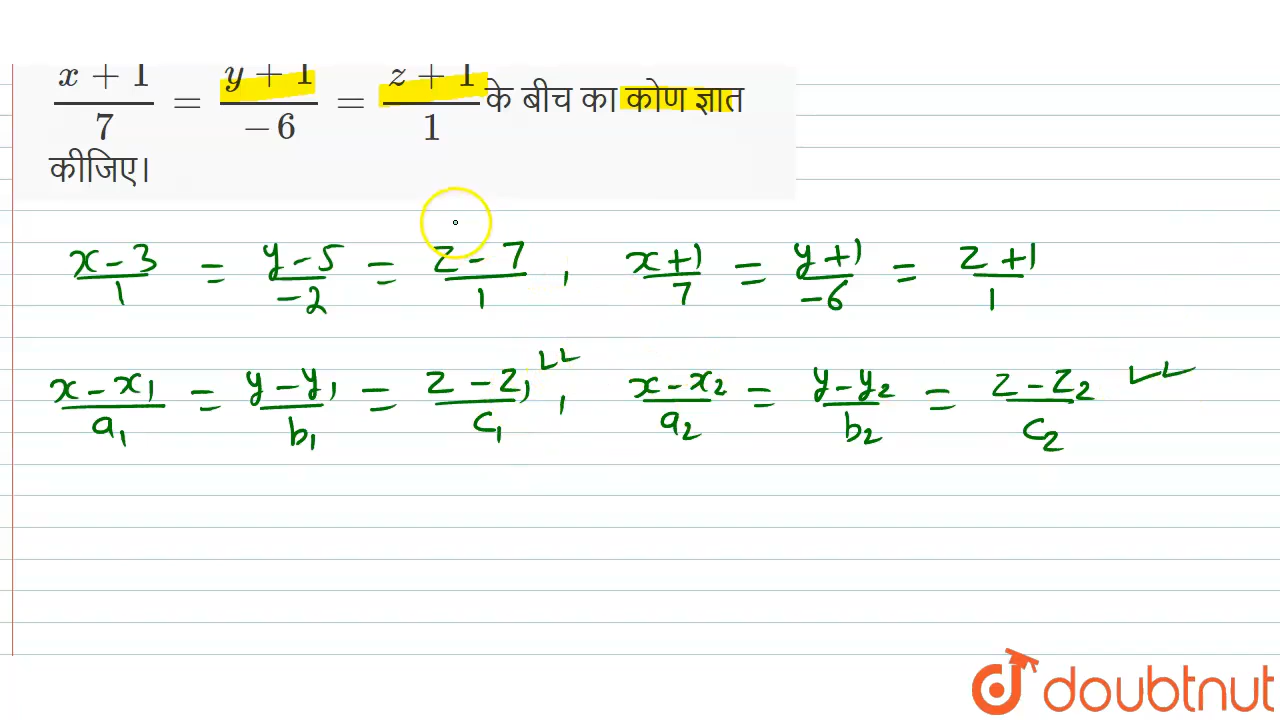 x + 1 / 7 = y + 1 / -6 = z + 1 / 1 के बीच का कोण ज्ञात
कीजिए।
x - 3 / 1 = y - 5 / -2 = z - 7 / 1 , x + 1 / 7 = y + 1 / -6 = z + 1 / 1
x - x₁ / a₁ = y - y₁ / b₁ = z - z₁ / c₁ , x - x₂ / a₂ = y - y₂ / b₂ = z - z₂ / c₂
doubtnut